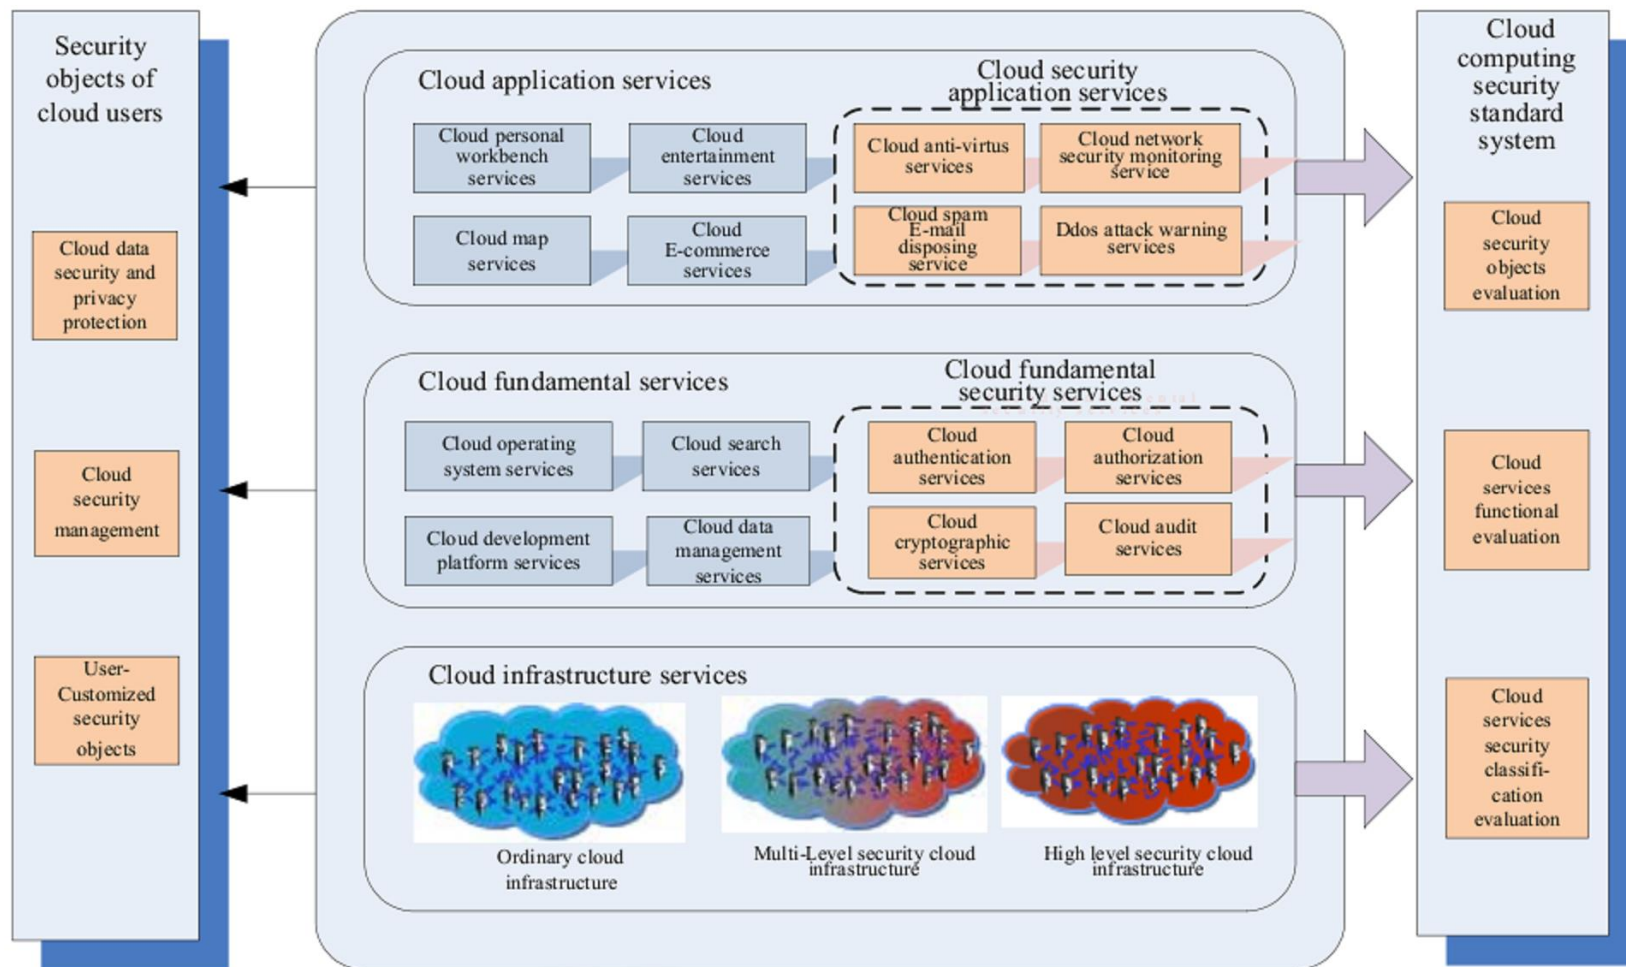 Security
objects of
cloud users
Cloud data
security and
privacy
protection
Cloud
security
management
User-
Customized
security
objects
Cloud application services
Cloud personal
workbench
services
Cloud
entertainment
services
Cloud map
services
Cloud
E-commerce
services
Cloud security
application services
Cloud anti-virtus
services
Cloud network
security monitoring
service
Cloud spam
E-mail
disposing
service
Ddos attack warning
services
Cloud fundamental services
Cloud operating
system services
Cloud search
services
Cloud development
platform services
Cloud data
management
services
Cloud fundamental
security services
Cloud
authentication
services
Cloud
authorization
services
Cloud
cryptographic
services
Cloud audit
services
Cloud infrastructure services
Ordinary cloud
infrastructure
Multi-Level security cloud
infrastructure
High level security cloud
infrastructure
Cloud
computing
security
standard
system
Cloud
security
objects
evaluation
Cloud
services
functional
evaluation
Cloud
services
security
classifi-
cation
evaluation